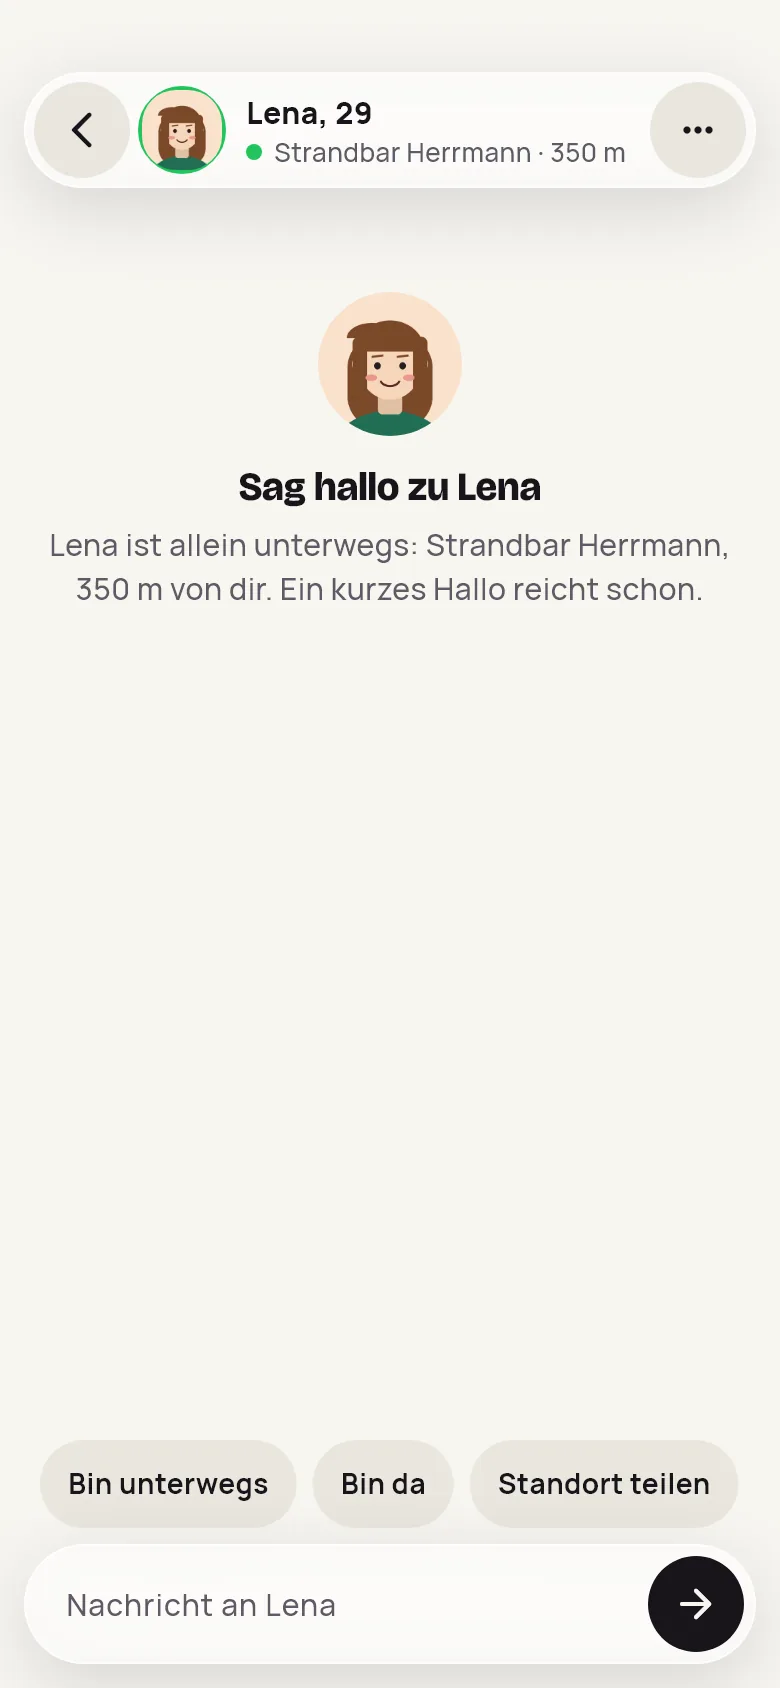 Lena, 29
Strandbar Herrmann · 350 m
Sag hallo zu Lena
Lena ist allein unterwegs: Strandbar Herrmann,
350 m von dir. Ein kurzes Hallo reicht schon.
Bin unterwegs
Bin da
Standort teilen
Nachricht an Lena